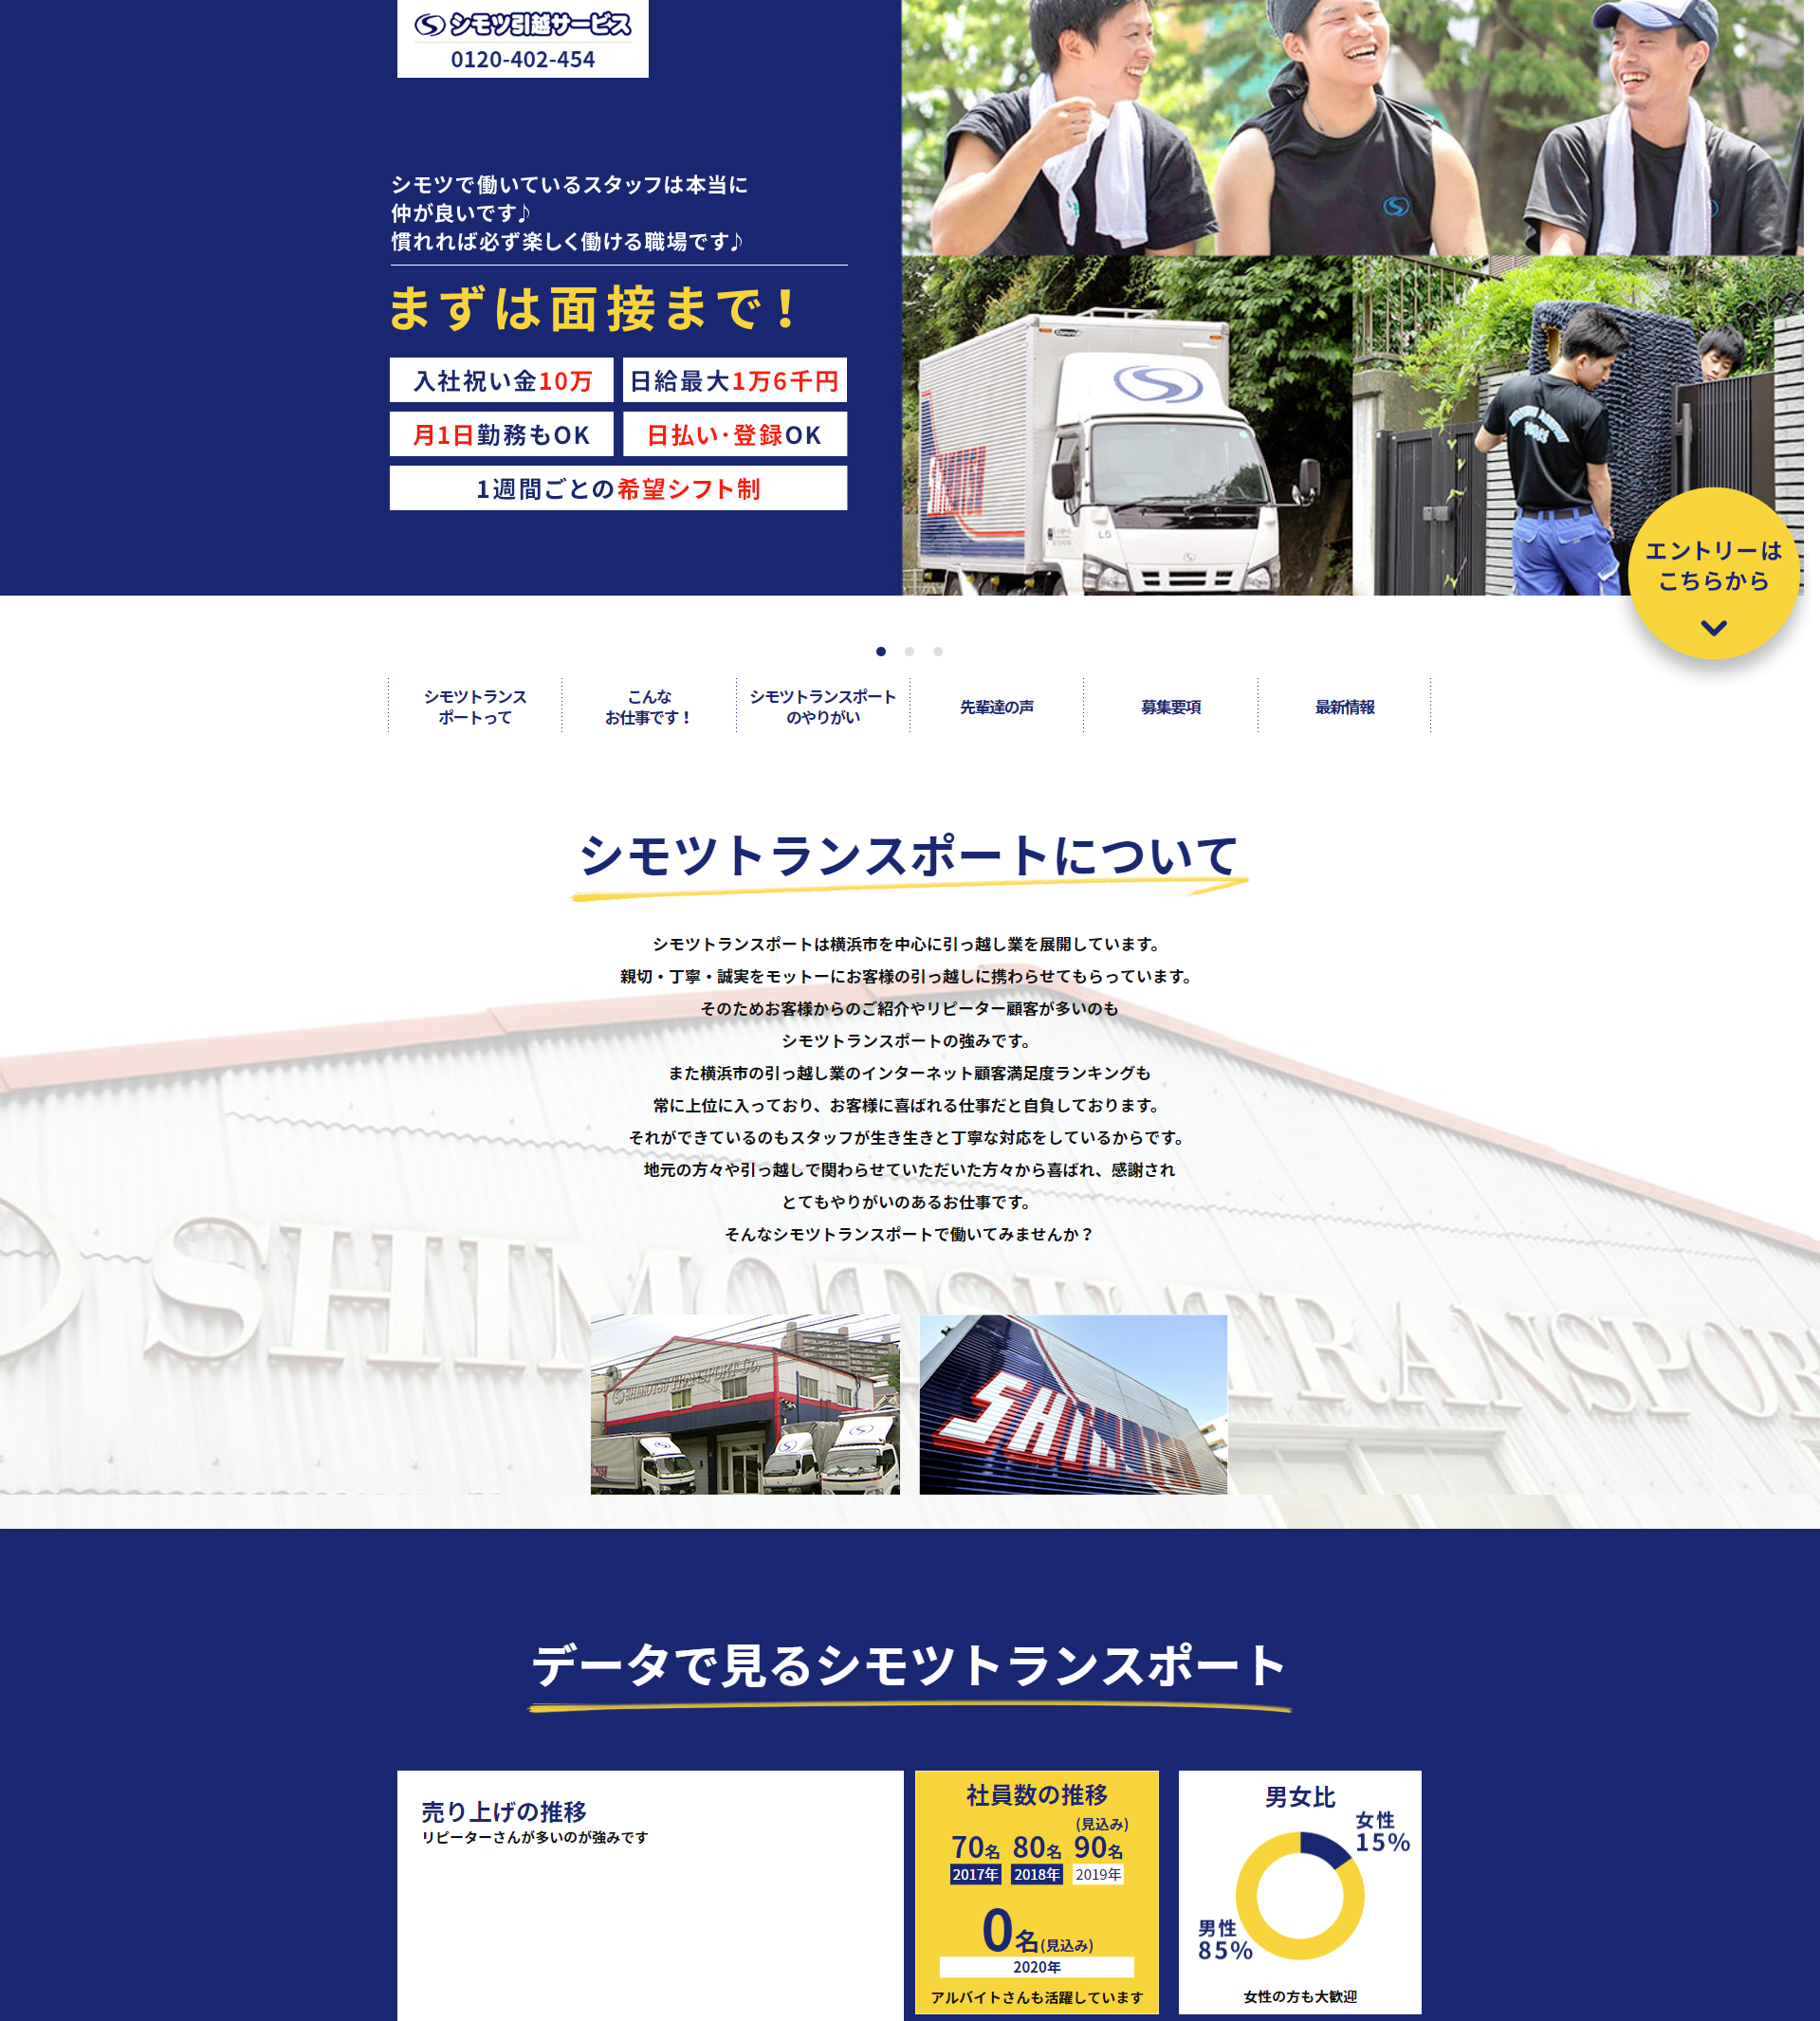 シモツ引越サービス
0120-402-454
シモツで働いているスタッフは本当に
仲が良いです♪
慣れれば必ず楽しく働ける職場です♪
まずは面接まで！
入社祝い金10万
日給最大1万6千円
月1日勤務もOK
日払い・登録OK
1週間ごとの希望シフト制
SHIMOTSU
L5
エントリーは
こちらから
シモツトランス
ポートって
こんな
お仕事です！
シモツトランスポート
のやりがい
先輩達の声
募集要項
最新情報
シモツトランスポートについて
シモツトランスポートは横浜市を中心に引っ越し業を展開しています。
親切・丁寧・誠実をモットーにお客様の引っ越しに携わらせてもらっています。
そのためお客様からのご紹介やリピーター顧客が多いのも
シモツトランスポートの強みです。
また横浜市の引っ越し業のインターネット顧客満足度ランキングも
常に上位に入っており、お客様に喜ばれる仕事だと自負しております。
それができているのもスタッフが生き生きと丁寧な対応をしているからです。
地元の方々や引っ越しで関わらせていただいた方々から喜ばれ、感謝され
とてもやりがいのあるお仕事です。
そんなシモツトランスポートで働いてみませんか？
SHIMOTSU TRANSPOR
SHIMOTSU TRANSPORT Co.
SHIMOTSU
データで見るシモツトランスポート
売り上げの推移
リピーターさんが多いのが強みです
社員数の推移
(見込み)
70名 80名 90名
2017年 2018年 2019年
0名(見込み)
2020年
アルバイトさんも活躍しています
男女比
女性
15%
男性
85%
女性の方も大歓迎